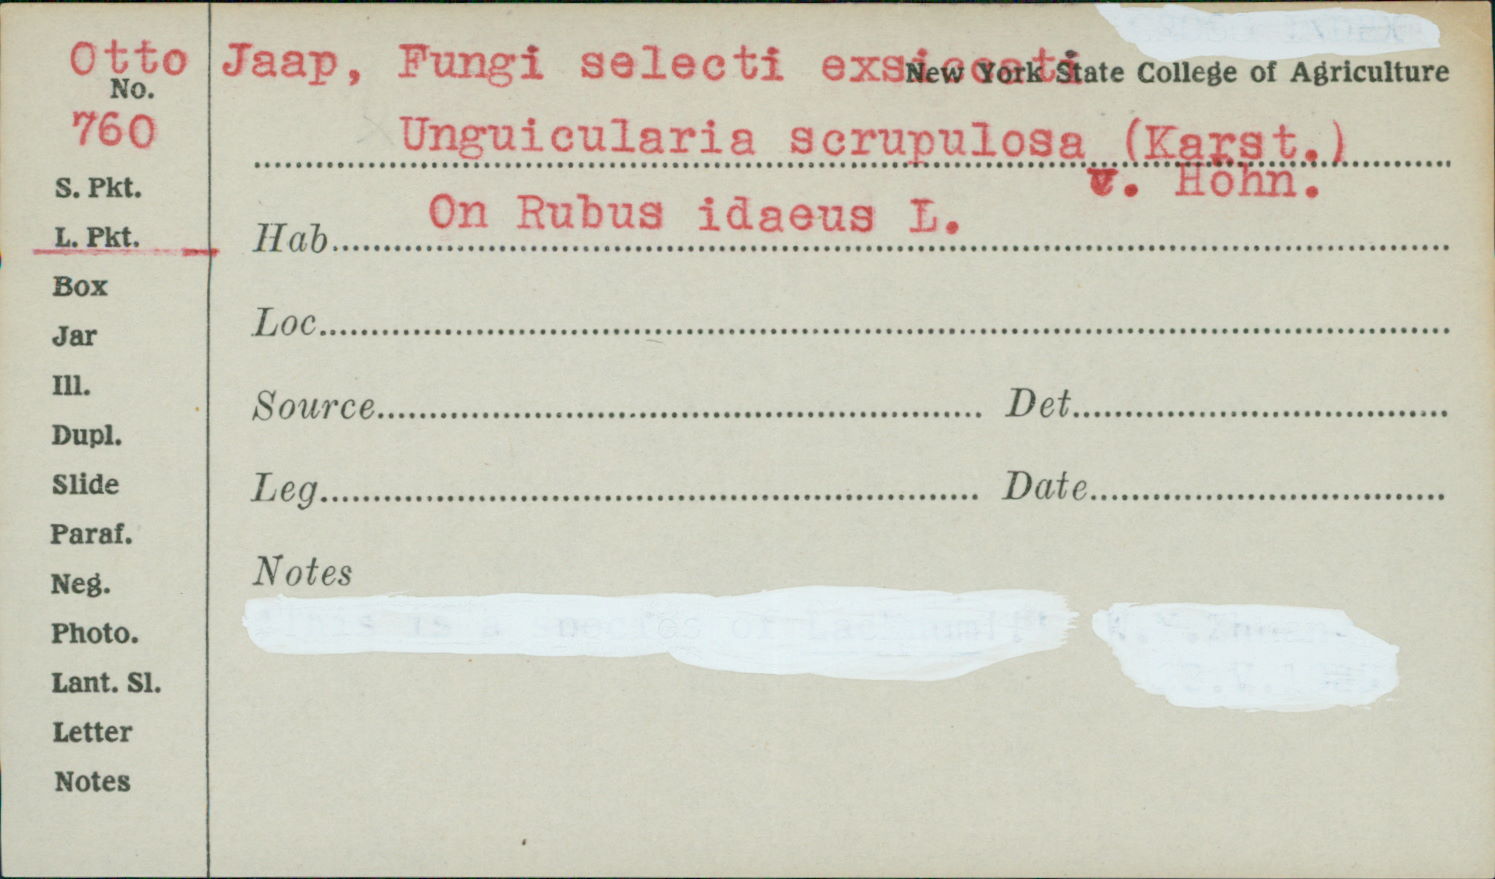 Otto Jaap, Fungi selecti exsiccati
New York State College of Agriculture
No.
760
Unguicularia scrupulosa (Karst.)
v. Hohn.
S. Pkt.
L. Pkt.
Box
Jar
Ill.
Dupl.
Slide
Paraf.
Neg.
Photo.
Lant. Sl.
Letter
Notes
Hab. On Rubus idaeus L.
Loc.
Source
Det.
Leg.
Date
Notes